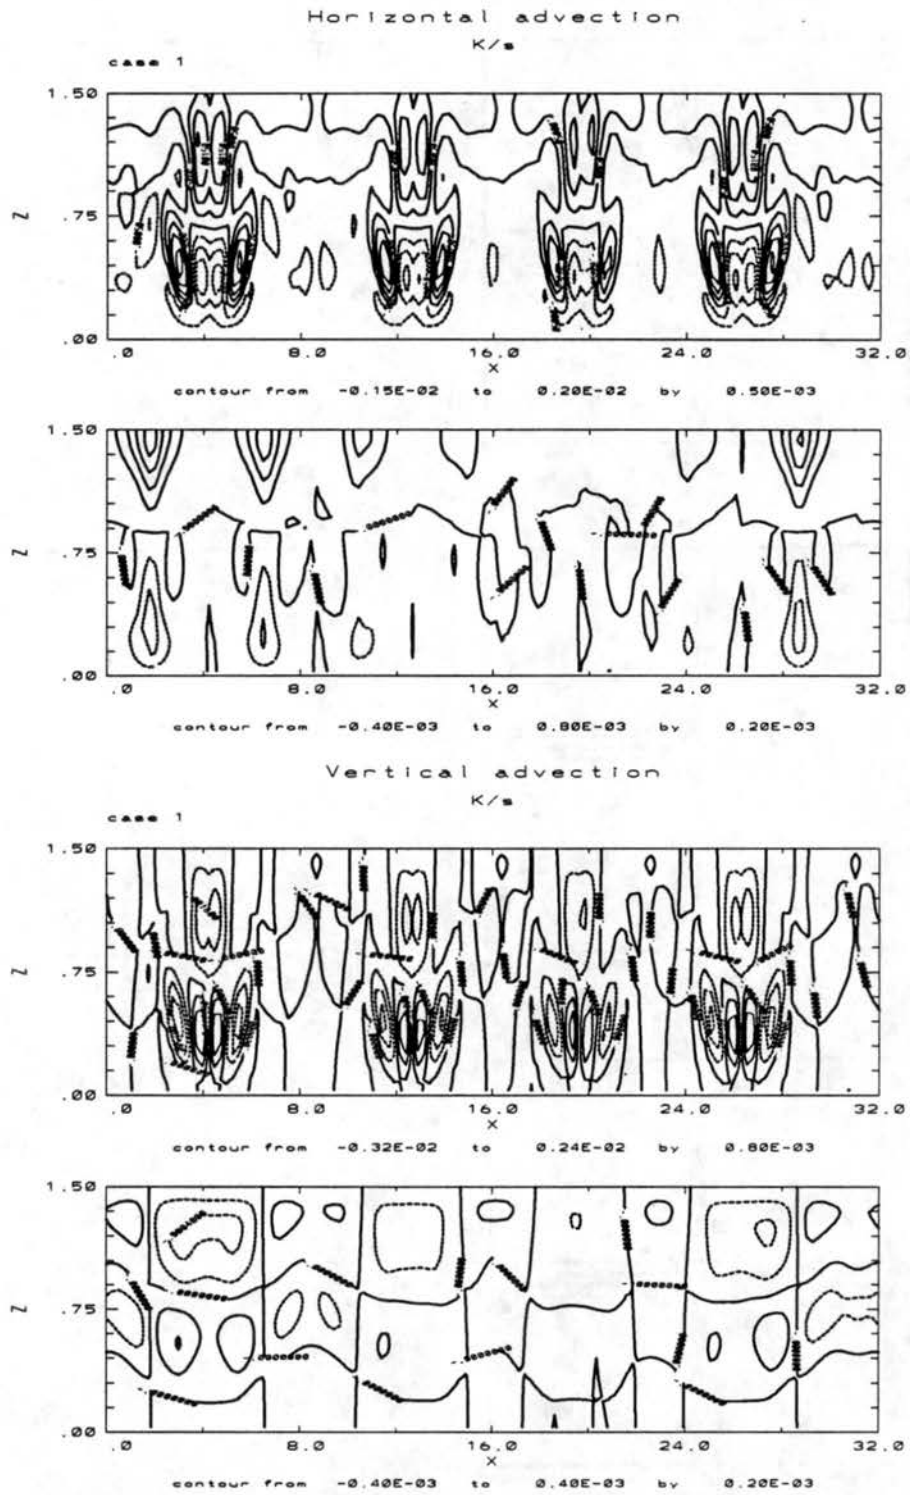 Horizontal advection
K/s
case 1
1.50
Z
.75
.00
.0 8.0 16.0 24.0 32.0
X
contour from -0.15E-02 to 0.20E-02 by 0.50E-03
1.50
Z
.75
.00
.0 8.0 16.0 24.0 32.0
X
contour from -0.40E-03 to 0.80E-03 by 0.20E-03
Vertical advection
K/s
case 1
1.50
Z
.75
.00
.0 8.0 16.0 24.0 32.0
X
contour from -0.32E-02 to 0.24E-02 by 0.80E-03
1.50
Z
.75
.00
.0 8.0 16.0 24.0 32.0
X
contour from -0.40E-03 to 0.40E-03 by 0.20E-03